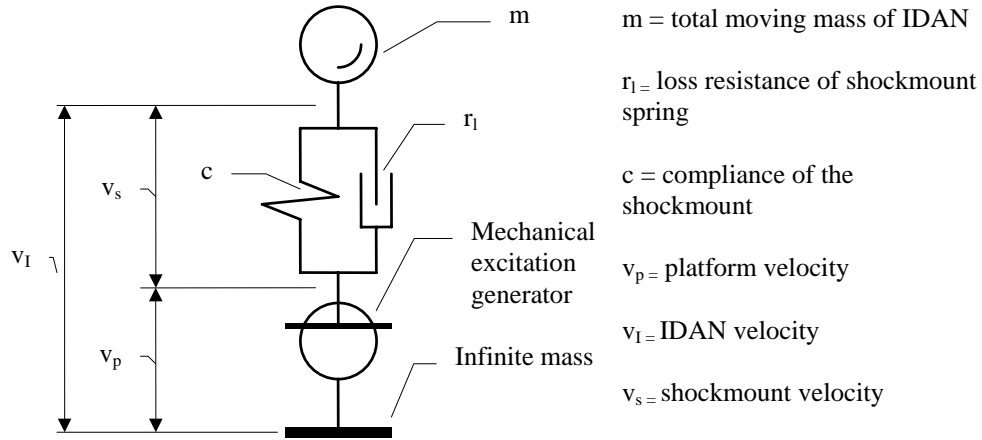 m
r_l
c
v_s
v_I
Mechanical
excitation
generator
v_p
Infinite mass
m = total moving mass of IDAN
r_l = loss resistance of shockmount
spring
c = compliance of the
shockmount
v_p = platform velocity
v_I = IDAN velocity
v_s = shockmount velocity